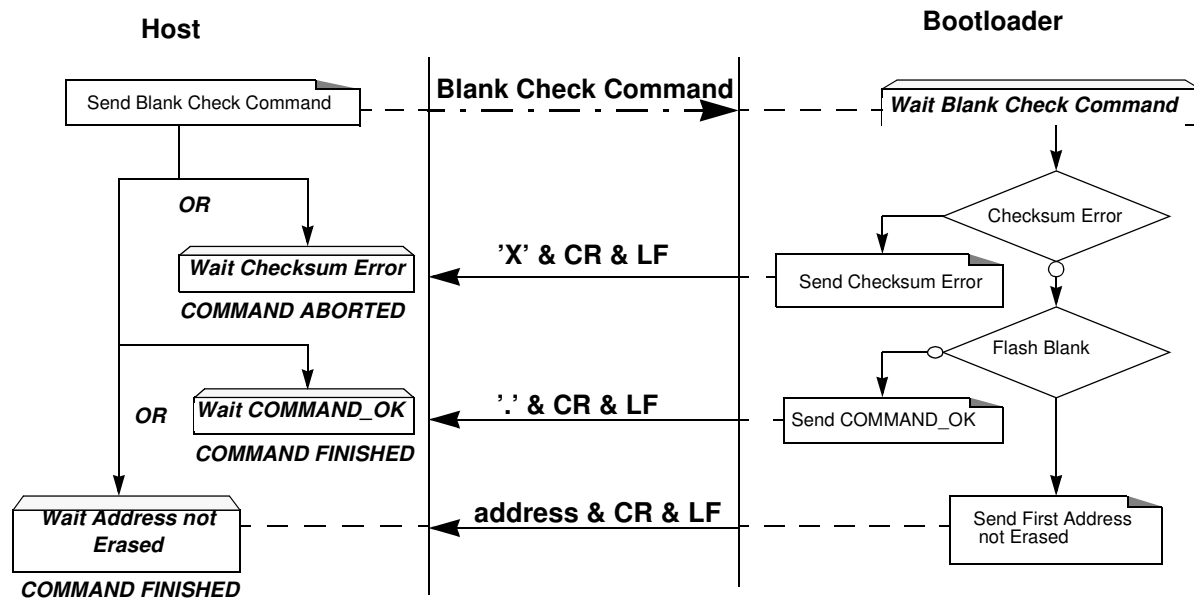 Host
Bootloader
Send Blank Check Command
Blank Check Command
Wait Blank Check Command
OR
Checksum Error
Wait Checksum Error
'X' & CR & LF
Send Checksum Error
COMMAND ABORTED
Flash Blank
Wait COMMAND_OK
'.' & CR & LF
Send COMMAND_OK
OR
COMMAND FINISHED
Wait Address not
Erased
address & CR & LF
Send First Address
not Erased
COMMAND FINISHED